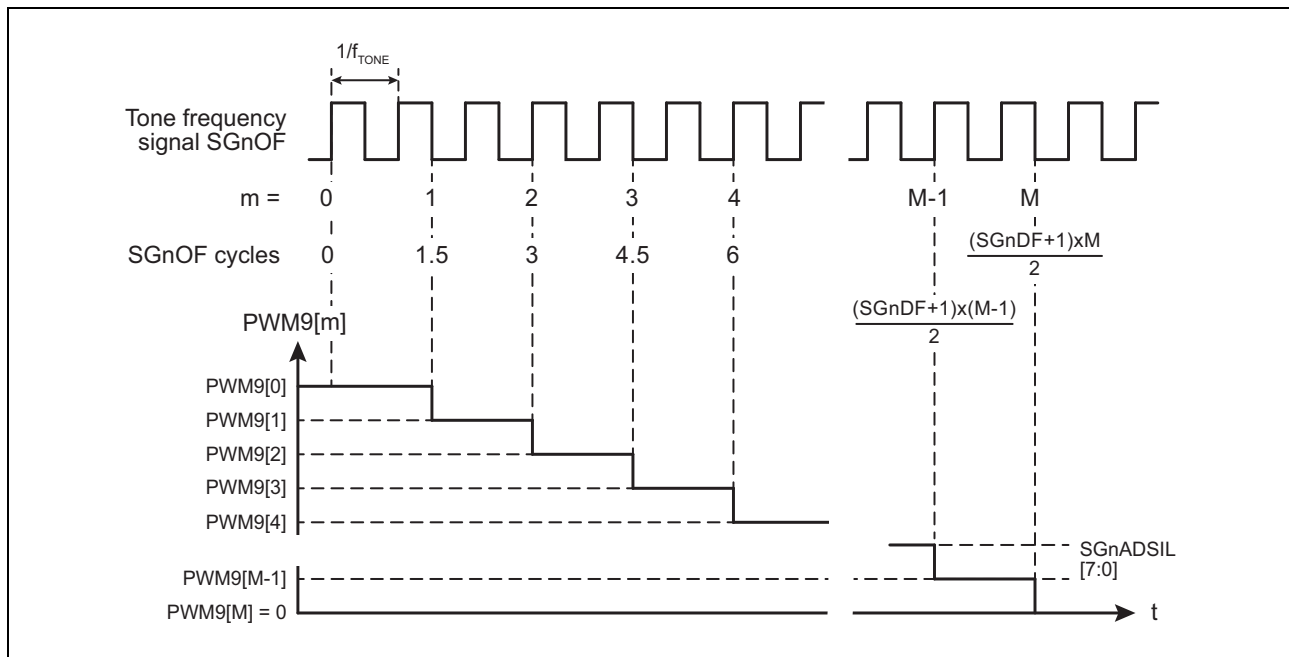 1/fTONE
Tone frequency
signal SGnOF
m = 0 1 2 3 4 M-1 M
SGnOF cycles 0 1.5 3 4.5 6
(SGnDF+1)xM
2
(SGnDF+1)x(M-1)
2
PWM9[m]
PWM9[0]
PWM9[1]
PWM9[2]
PWM9[3]
PWM9[4]
SGnADSIL
[7:0]
PWM9[M-1]
PWM9[M] = 0
t